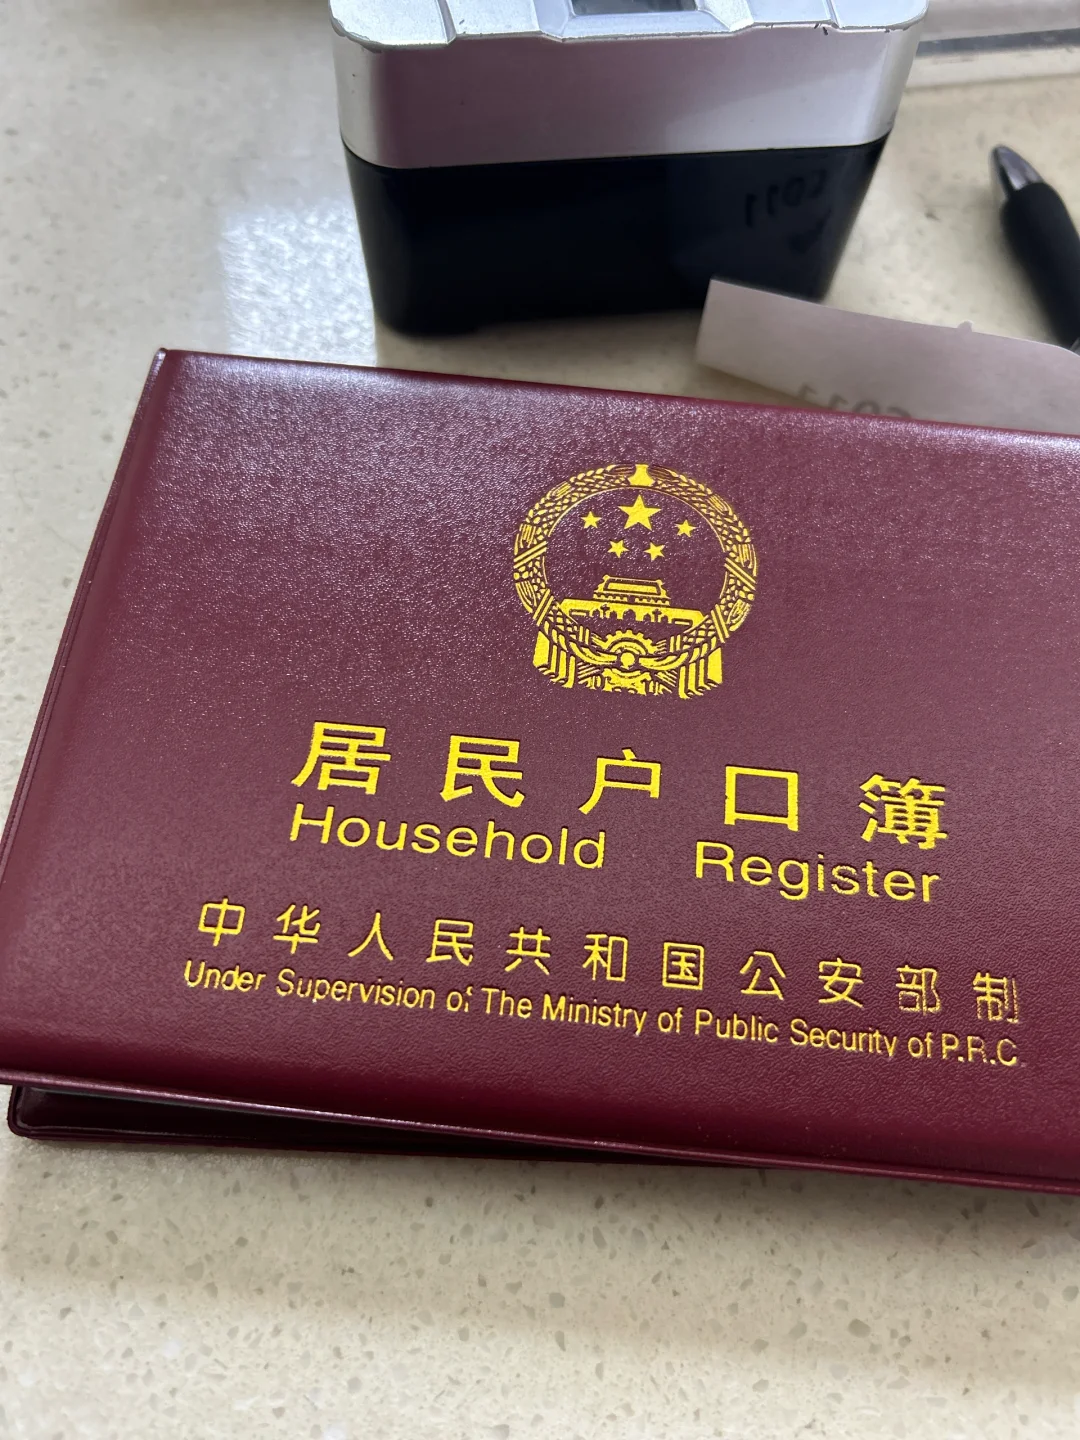 居民户口簿
Household Register
中华人民共和国公安部制
Under Supervision of The Ministry of Public Security of P.R.C.